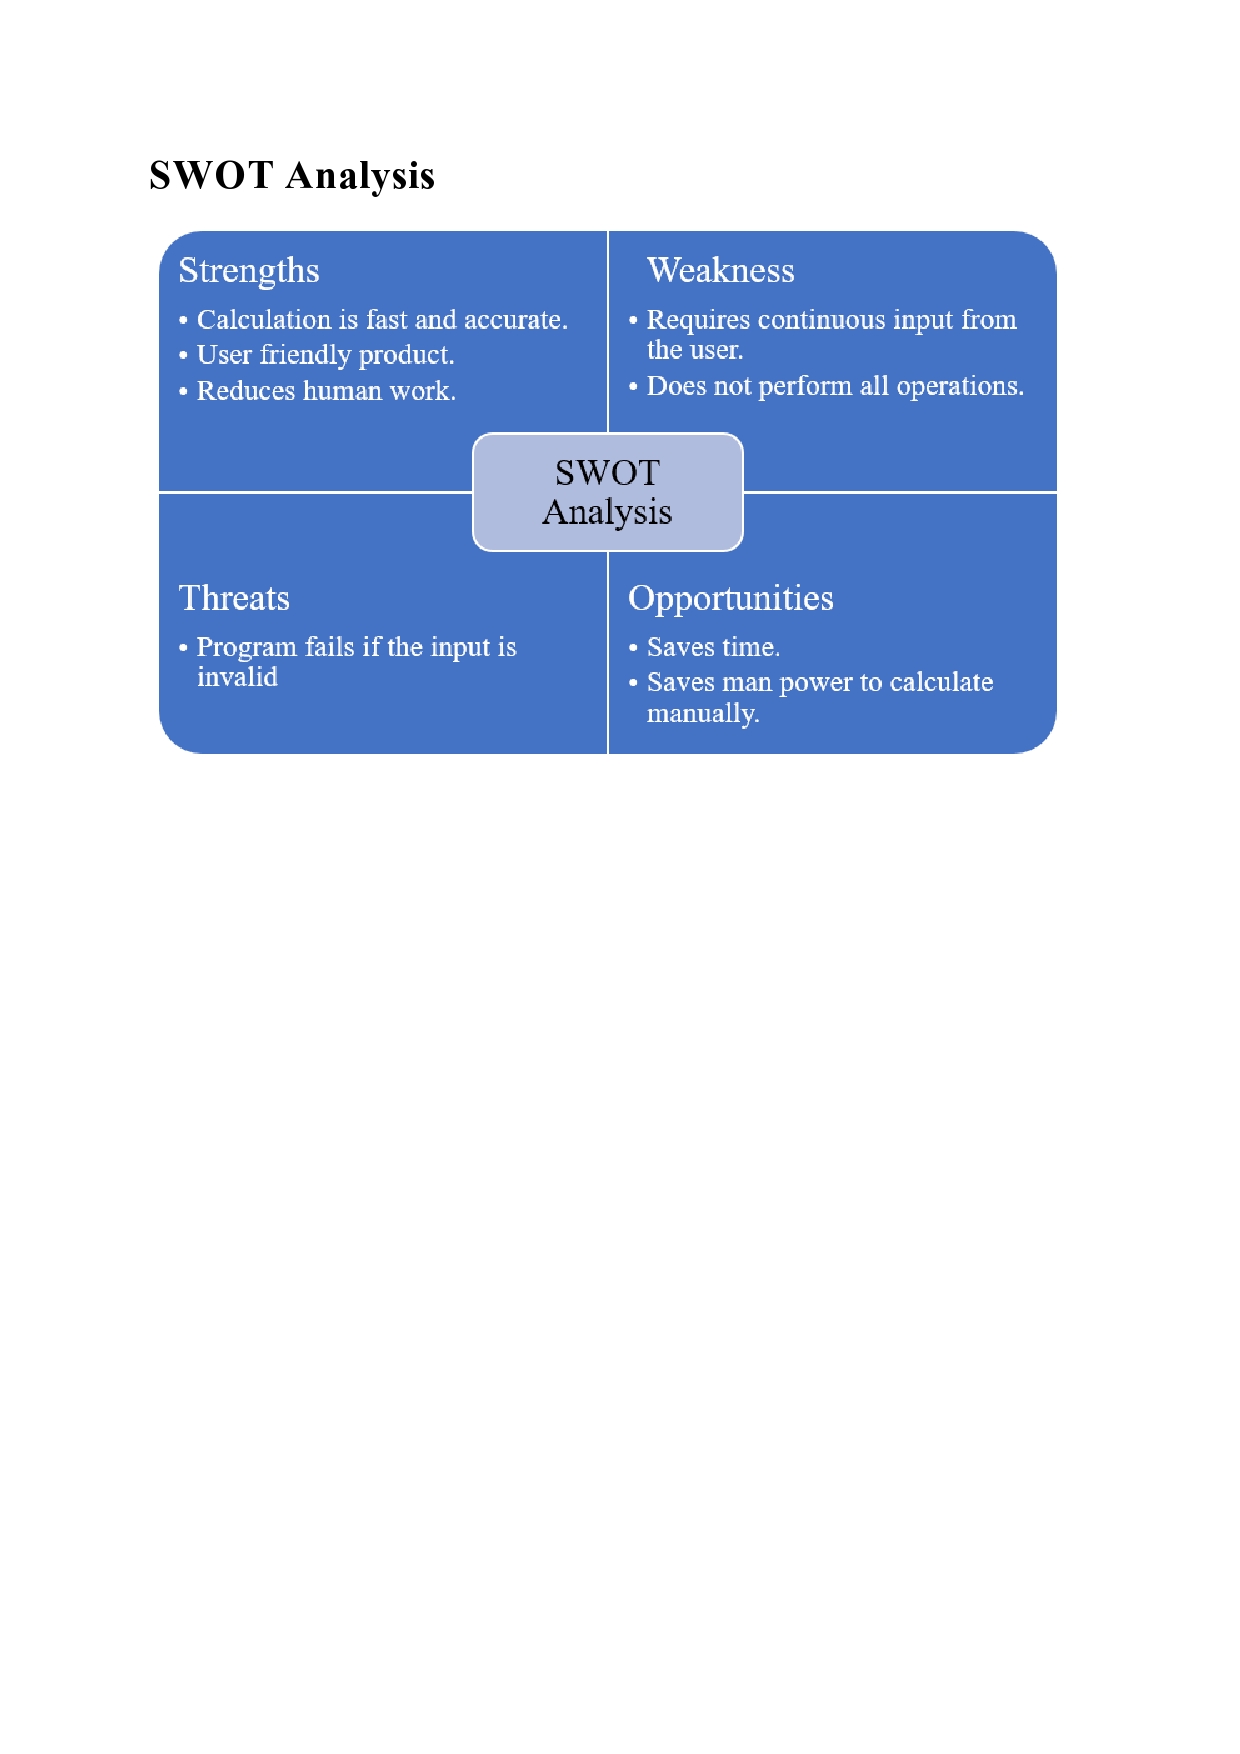 SWOT Analysis
Strengths
• Calculation is fast and accurate.
• User friendly product.
• Reduces human work.
Weakness
• Requires continuous input from
the user.
• Does not perform all operations.
SWOT
Analysis
Threats
• Program fails if the input is
invalid
Opportunities
• Saves time.
• Saves man power to calculate
manually.